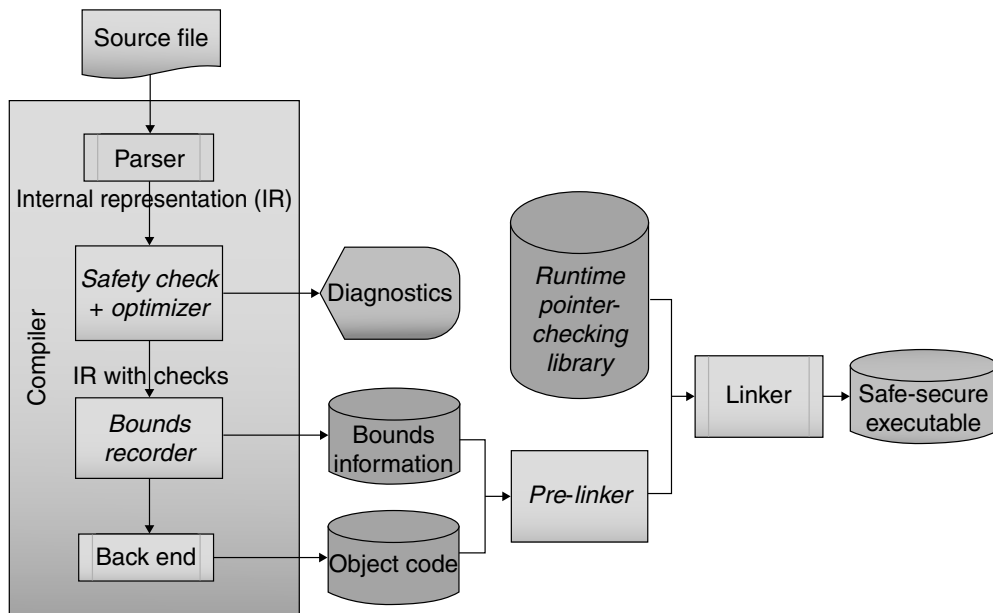 Source file
Parser
Internal representation (IR)
Safety check
+ optimizer
Diagnostics
Compiler
IR with checks
Bounds
recorder
Bounds
information
Back end
Object code
Runtime
pointer-
checking
library
Pre-linker
Linker
Safe-secure
executable